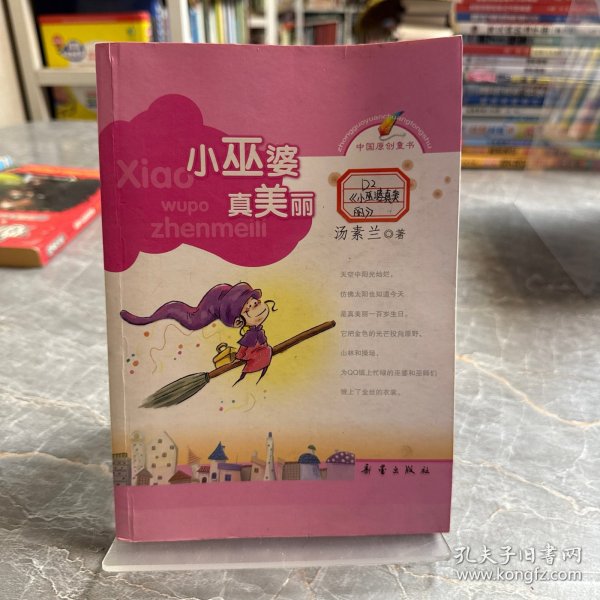 zhongguoyuanchuangtongshu
中国原创童书
小巫婆
真美丽
Xiao
wupo
zhenmeili
D2
《小巫婆真美
丽》
汤素兰◎著
天空中阳光灿烂,
仿佛太阳也知道今天
是真美丽一百岁生日,
它把金色的光芒投向原野,
山林和操场,
为QQ镇上忙碌的巫婆和巫师们
镀上了金丝的衣裳。
新蕾出版社
孔夫子旧书网
www.kongfz.com